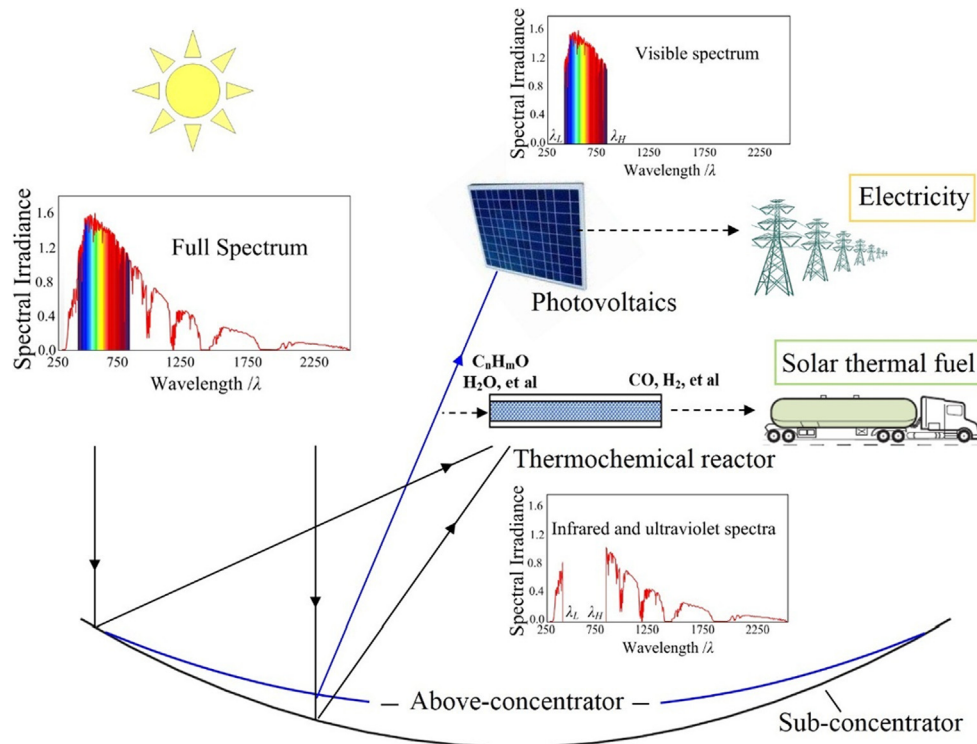 Spectral Irradiance
1.6
1.2
0.8
0.4
0.0
Visible spectrum
λL
λH
250 750 1250 1750 2250
Wavelength /λ
Spectral Irradiance
1.6
1.2
0.8
0.4
0.0
Full Spectrum
250 750 1250 1750 2250
Wavelength /λ
Electricity
Photovoltaics
CnHmO
H2O, et al
CO, H2, et al
Solar thermal fuel
Thermochemical reactor
Spectral Irradiance
1.6
1.2
0.8
0.4
0.0
Infrared and ultraviolet spectra
λL
λH
250 750 1250 1750 2250
Wavelength /λ
Above-concentrator
Sub-concentrator